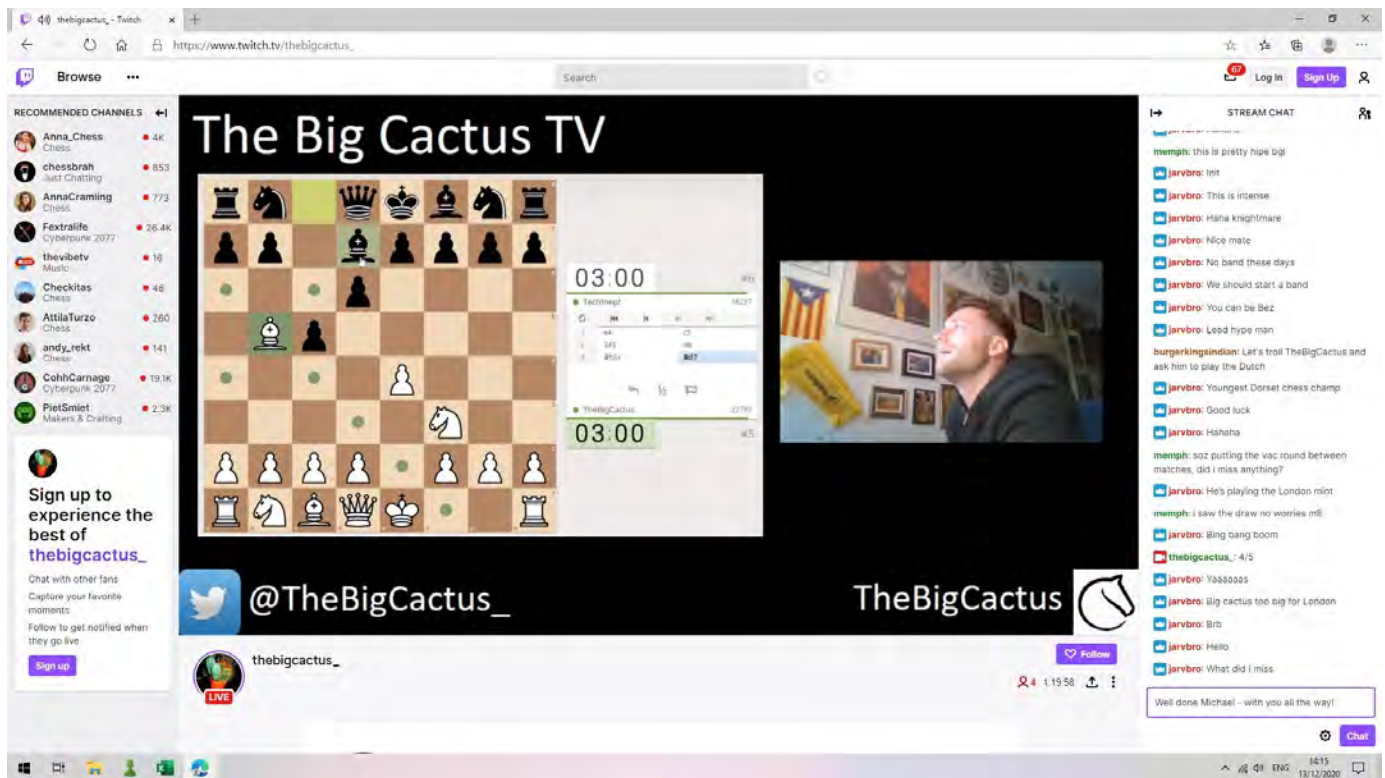 thebigcactus_ - Twitch
https://www.twitch.tv/thebigcactus_
Browse
Search
67
Log In
Sign Up
RECOMMENDED CHANNELS
Anna_Chess
4K
Chess
chessbrah
853
Just Chatting
AnnaCramling
773
Chess
Fextralife
26.4K
Cyberpunk 2077
thevibetv
16
Music
Checkitas
46
Chess
AttilaTurzo
260
Chess
andy_rekt
141
Chess
CohhCarnage
19.1K
Cyberpunk 2077
PietSmiet
2.3K
Makers & Crafting
Sign up to
experience the
best of
thebigcactus_
Chat with other fans
Capture your favorite
moments
Follow to get notified when
they go live
Sign up
The Big Cactus TV
03:00
TechInept
TheBigCactus
03:00
@TheBigCactus_
TheBigCactus
thebigcactus_
LIVE
Follow
4
1:19:58
STREAM CHAT
memph: this is pretty hipe bgl
jarvbro: Init
jarvbro: This is intense
jarvbro: Haha knightmare
jarvbro: Nice mate
jarvbro: No band these days
jarvbro: We should start a band
jarvbro: You can be Bez
jarvbro: Lead hype man
burgerkingsindian: Let's troll TheBigCactus and
ask him to play the Dutch
jarvbro: Youngest Dorset chess champ
jarvbro: Good luck
jarvbro: Hahaha
memph: soz putting the vac round between
matches, did i miss anything?
jarvbro: He's playing the London mint
memph: i saw the draw no worries m8
jarvbro: Bing bang boom
thebigcactus_: 4/5
jarvbro: Yaaaaaas
jarvbro: Big cactus too big for London
jarvbro: Brb
jarvbro: Hello
jarvbro: What did I miss
Well done Michael - with you all the way!
Chat
ENG
14:15
13/12/2020